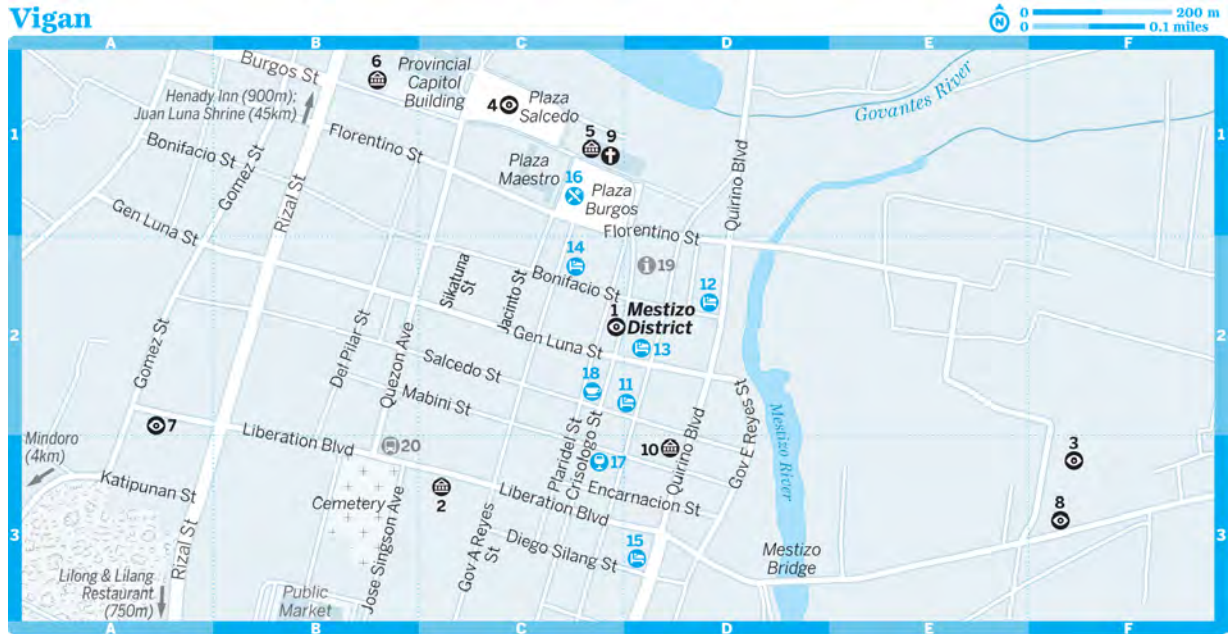 Vigan
0 200 m
0 0.1 miles
A B C D E F
1
2
3
Burgos St
6
Provincial
Capitol
Building
4
Plaza
Salcedo
Govantes River
Henady Inn (900m);
Juan Luna Shrine (45km)
Florentino St
5
9
Bonifacio St
Gomez St
Rizal St
Plaza
Maestro
16
Plaza
Burgos
Quirino Blvd
1
Gen Luna St
Florentino St
14
19
Bonifacio St
12
Sikatuna
St
Jacinto St
1
Mestizo
District
Gen Luna St
13
2
Gomez St
Del Pilar St
Quezon Ave
Salcedo St
18
11
Mabini St
Gov E Reyes St
Mestizo River
7
Liberation Blvd
20
Plaridel St
Crisologo St
10
Quirino Blvd
17
3
Mindoro
(4km)
Katipunan St
Cemetery
2
Encarnacion St
Liberation Blvd
8
3
Rizal St
Jose Singson Ave
Gov A Reyes
St
Diego Silang St
15
Mestizo
Bridge
Lilong & Lilang
Restaurant
(750m)
Public
Market
A B C D E F